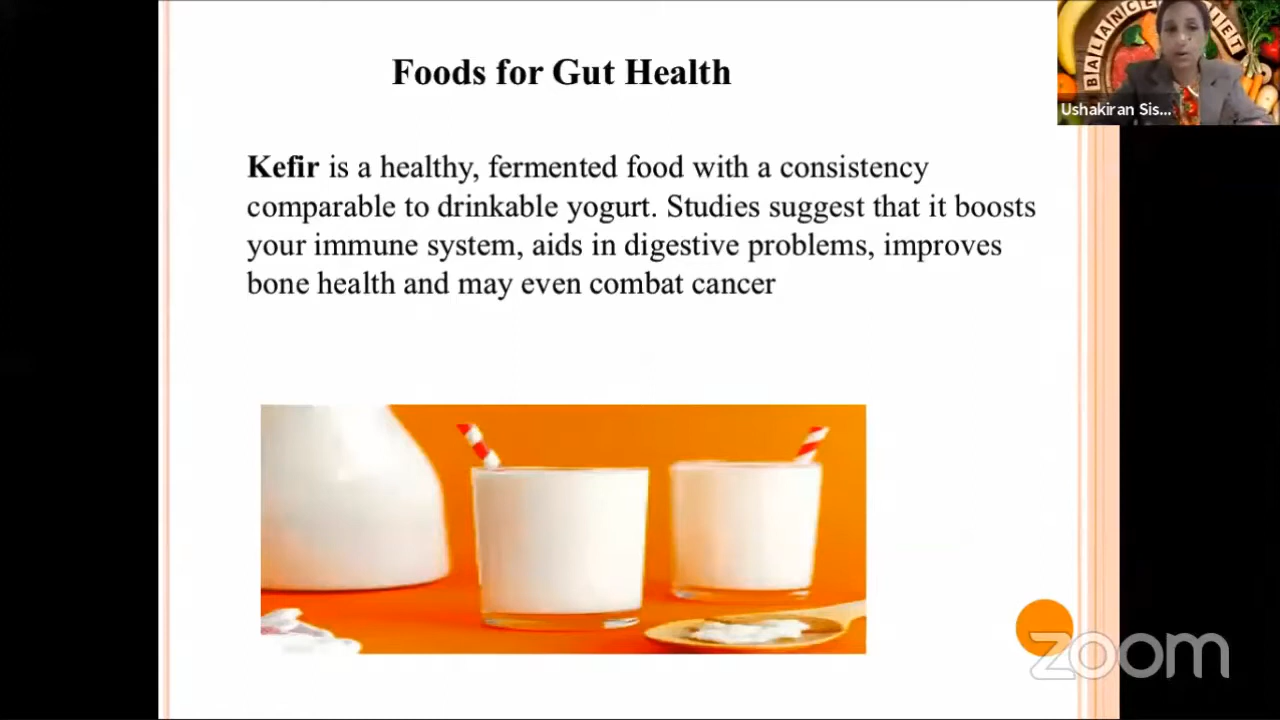 Foods for Gut Health
BALANCE DIET
Ushakiran Sis...
Kefir is a healthy, fermented food with a consistency
comparable to drinkable yogurt. Studies suggest that it boosts
your immune system, aids in digestive problems, improves
bone health and may even combat cancer
zoom